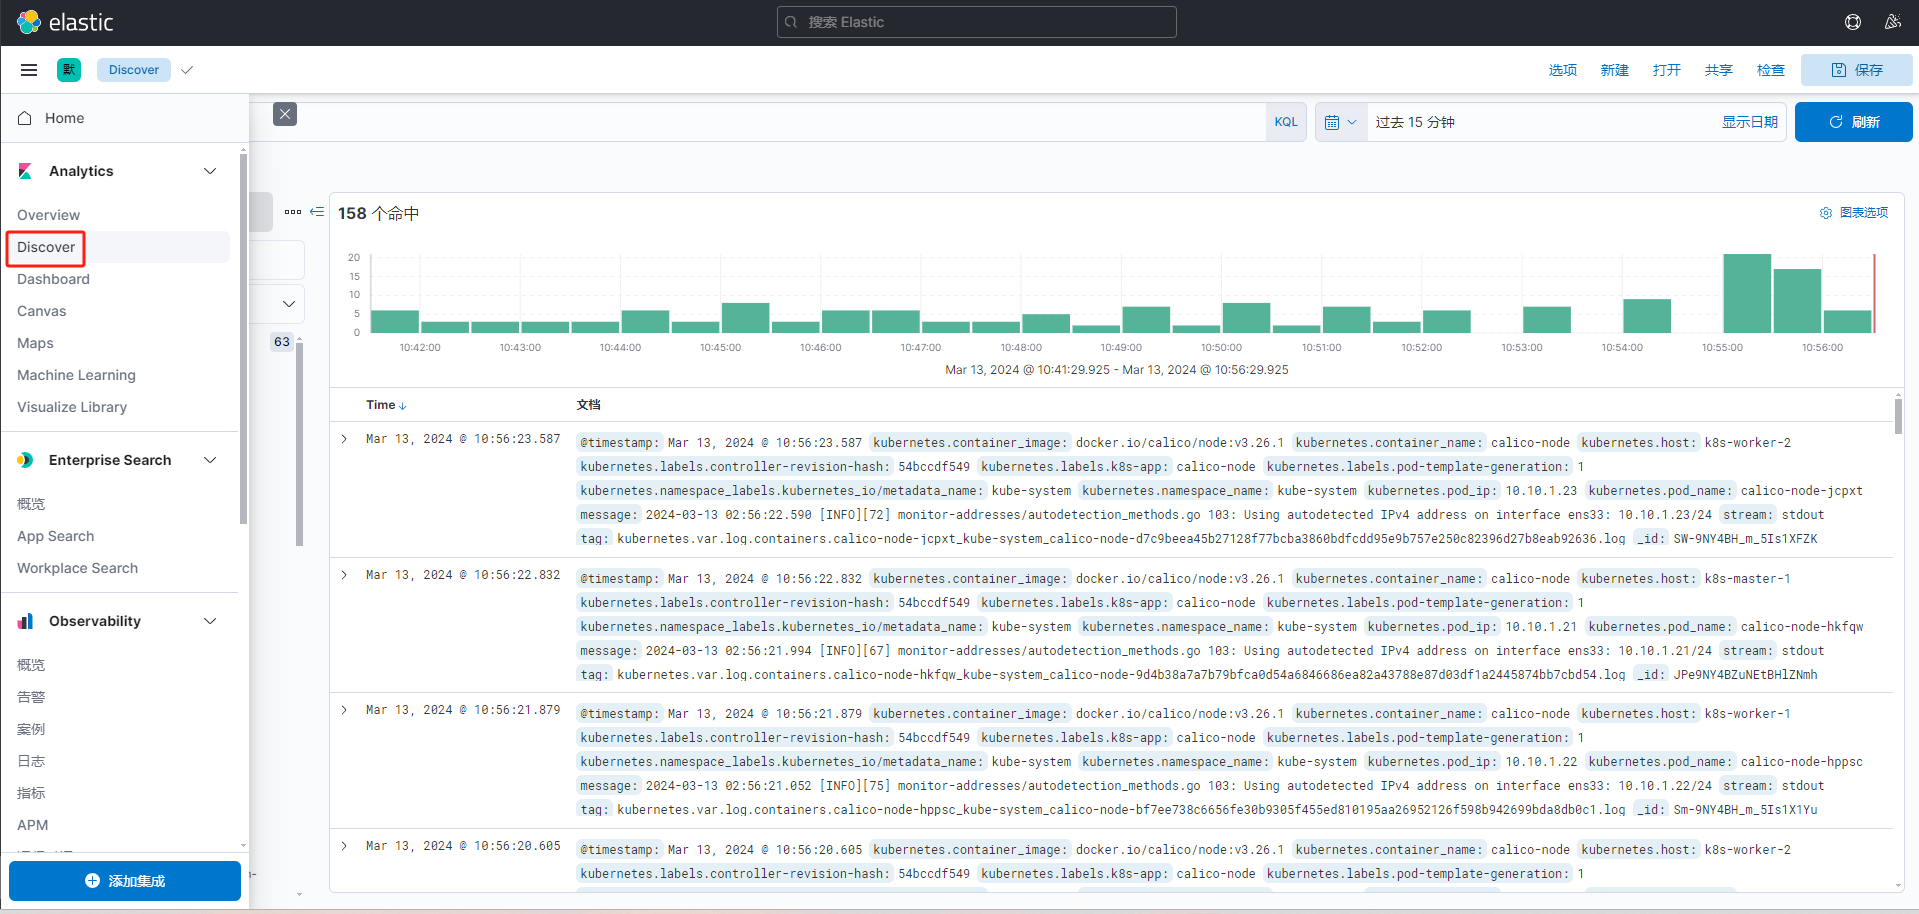 elastic
搜索 Elastic
默
Discover
选项 新建 打开 共享 检查 保存
Home
KQL
过去 15 分钟
显示日期
刷新
Analytics
Overview
Discover
Dashboard
Canvas
Maps
Machine Learning
Visualize Library
Enterprise Search
概览
App Search
Workplace Search
Observability
概览
告警
案例
日志
指标
APM
添加集成
63
158 个命中
图表选项
20
15
10
5
0
10:42:00 10:43:00 10:44:00 10:45:00 10:46:00 10:47:00 10:48:00 10:49:00 10:50:00 10:51:00 10:52:00 10:53:00 10:54:00 10:55:00 10:56:00
Mar 13, 2024 @ 10:41:29.925 - Mar 13, 2024 @ 10:56:29.925
Time 文档
Mar 13, 2024 @ 10:56:23.587
@timestamp: Mar 13, 2024 @ 10:56:23.587 kubernetes.container_image: docker.io/calico/node:v3.26.1 kubernetes.container_name: calico-node kubernetes.host: k8s-worker-2
kubernetes.labels.controller-revision-hash: 54bccdf549 kubernetes.labels.k8s-app: calico-node kubernetes.labels.pod-template-generation: 1
kubernetes.namespace_labels.kubernetes_io/metadata_name: kube-system kubernetes.namespace_name: kube-system kubernetes.pod_ip: 10.10.1.23 kubernetes.pod_name: calico-node-jcpxt
message: 2024-03-13 02:56:22.590 [INFO][72] monitor-addresses/autodetection_methods.go 103: Using autodetected IPv4 address on interface ens33: 10.10.1.23/24 stream: stdout
tag: kubernetes.var.log.containers.calico-node-jcpxt_kube-system_calico-node-d7c9beea45b27128f77bcba3860bdfcdd95e9b757e250c82396d27b8eab92636.log _id: SW-9NY4BH_m_5Is1XFZK
Mar 13, 2024 @ 10:56:22.832
@timestamp: Mar 13, 2024 @ 10:56:22.832 kubernetes.container_image: docker.io/calico/node:v3.26.1 kubernetes.container_name: calico-node kubernetes.host: k8s-master-1
kubernetes.labels.controller-revision-hash: 54bccdf549 kubernetes.labels.k8s-app: calico-node kubernetes.labels.pod-template-generation: 1
kubernetes.namespace_labels.kubernetes_io/metadata_name: kube-system kubernetes.namespace_name: kube-system kubernetes.pod_ip: 10.10.1.21 kubernetes.pod_name: calico-node-hkfqw
message: 2024-03-13 02:56:21.994 [INFO][67] monitor-addresses/autodetection_methods.go 103: Using autodetected IPv4 address on interface ens33: 10.10.1.21/24 stream: stdout
tag: kubernetes.var.log.containers.calico-node-hkfqw_kube-system_calico-node-9d4b38a7a7b79bfca0d54a6846686ea82a43788e87d03df1a2445874bb7cbd54.log _id: JPe9NY4BZuNEtBHlZNmh
Mar 13, 2024 @ 10:56:21.879
@timestamp: Mar 13, 2024 @ 10:56:21.879 kubernetes.container_image: docker.io/calico/node:v3.26.1 kubernetes.container_name: calico-node kubernetes.host: k8s-worker-1
kubernetes.labels.controller-revision-hash: 54bccdf549 kubernetes.labels.k8s-app: calico-node kubernetes.labels.pod-template-generation: 1
kubernetes.namespace_labels.kubernetes_io/metadata_name: kube-system kubernetes.namespace_name: kube-system kubernetes.pod_ip: 10.10.1.22 kubernetes.pod_name: calico-node-hppsc
message: 2024-03-13 02:56:21.052 [INFO][75] monitor-addresses/autodetection_methods.go 103: Using autodetected IPv4 address on interface ens33: 10.10.1.22/24 stream: stdout
tag: kubernetes.var.log.containers.calico-node-hppsc_kube-system_calico-node-bf7ee738c6656fe30b9305f455ed810195aa26952126f598b942699bda8db0c1.log _id: Sm-9NY4BH_m_5Is1X1Yu
Mar 13, 2024 @ 10:56:20.605
@timestamp: Mar 13, 2024 @ 10:56:20.605 kubernetes.container_image: docker.io/calico/node:v3.26.1 kubernetes.container_name: calico-node kubernetes.host: k8s-worker-2
kubernetes.labels.controller-revision-hash: 54bccdf549 kubernetes.labels.k8s-app: calico-node kubernetes.labels.pod-template-generation: 1